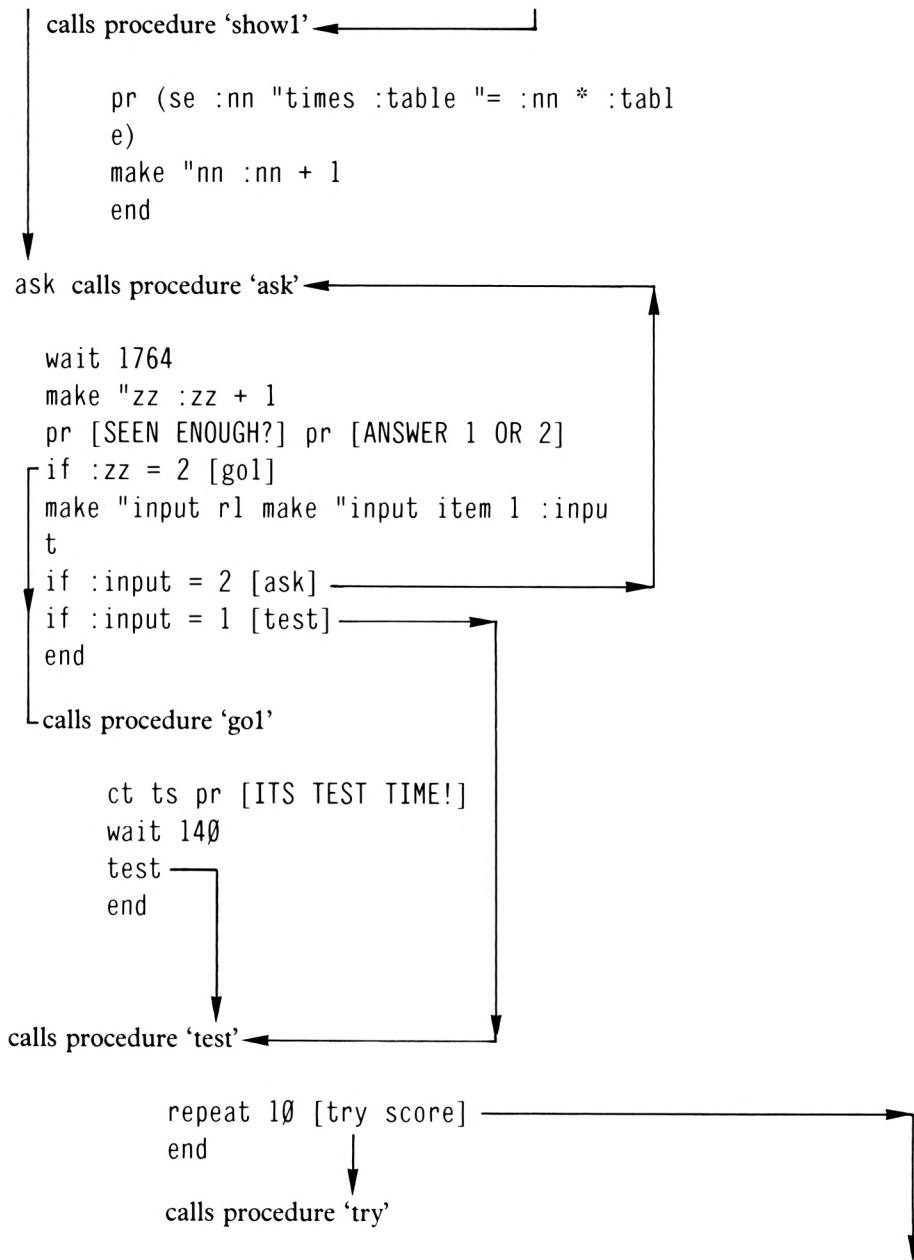 calls procedure ‘show1’
pr (se :nn "times :table "= :nn * :tabl
e)
make "nn :nn + 1
end
ask calls procedure ‘ask’
wait 1764
make "zz :zz + 1
pr [SEEN ENOUGH?] pr [ANSWER 1 OR 2]
if :zz = 2 [go1]
make "input rl make "input item 1 :inpu
t
if :input = 2 [ask]
if :input = 1 [test]
end
calls procedure ‘go1’
ct ts pr [ITS TEST TIME!]
wait 14Ø
test
end
calls procedure ‘test’
repeat 1Ø [try score]
end
calls procedure ‘try’